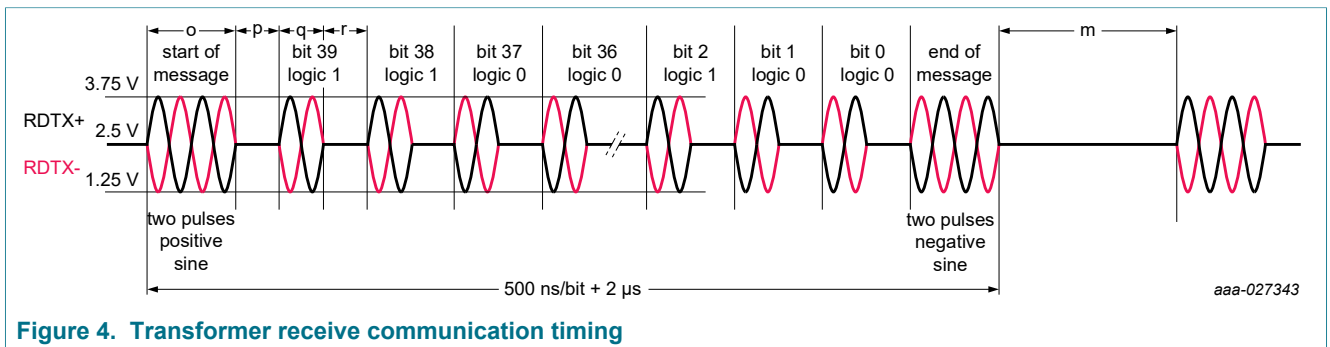 o
p
q
r
m
start of
message
bit 39
logic 1
bit 38
logic 1
bit 37
logic 0
bit 36
logic 0
bit 2
logic 1
bit 1
logic 0
bit 0
logic 0
end of
message
3.75 V
RDTX+
2.5 V
RDTX-
1.25 V
two pulses
positive
sine
two pulses
negative
sine
500 ns/bit + 2 µs
aaa-027343
Figure 4. Transformer receive communication timing